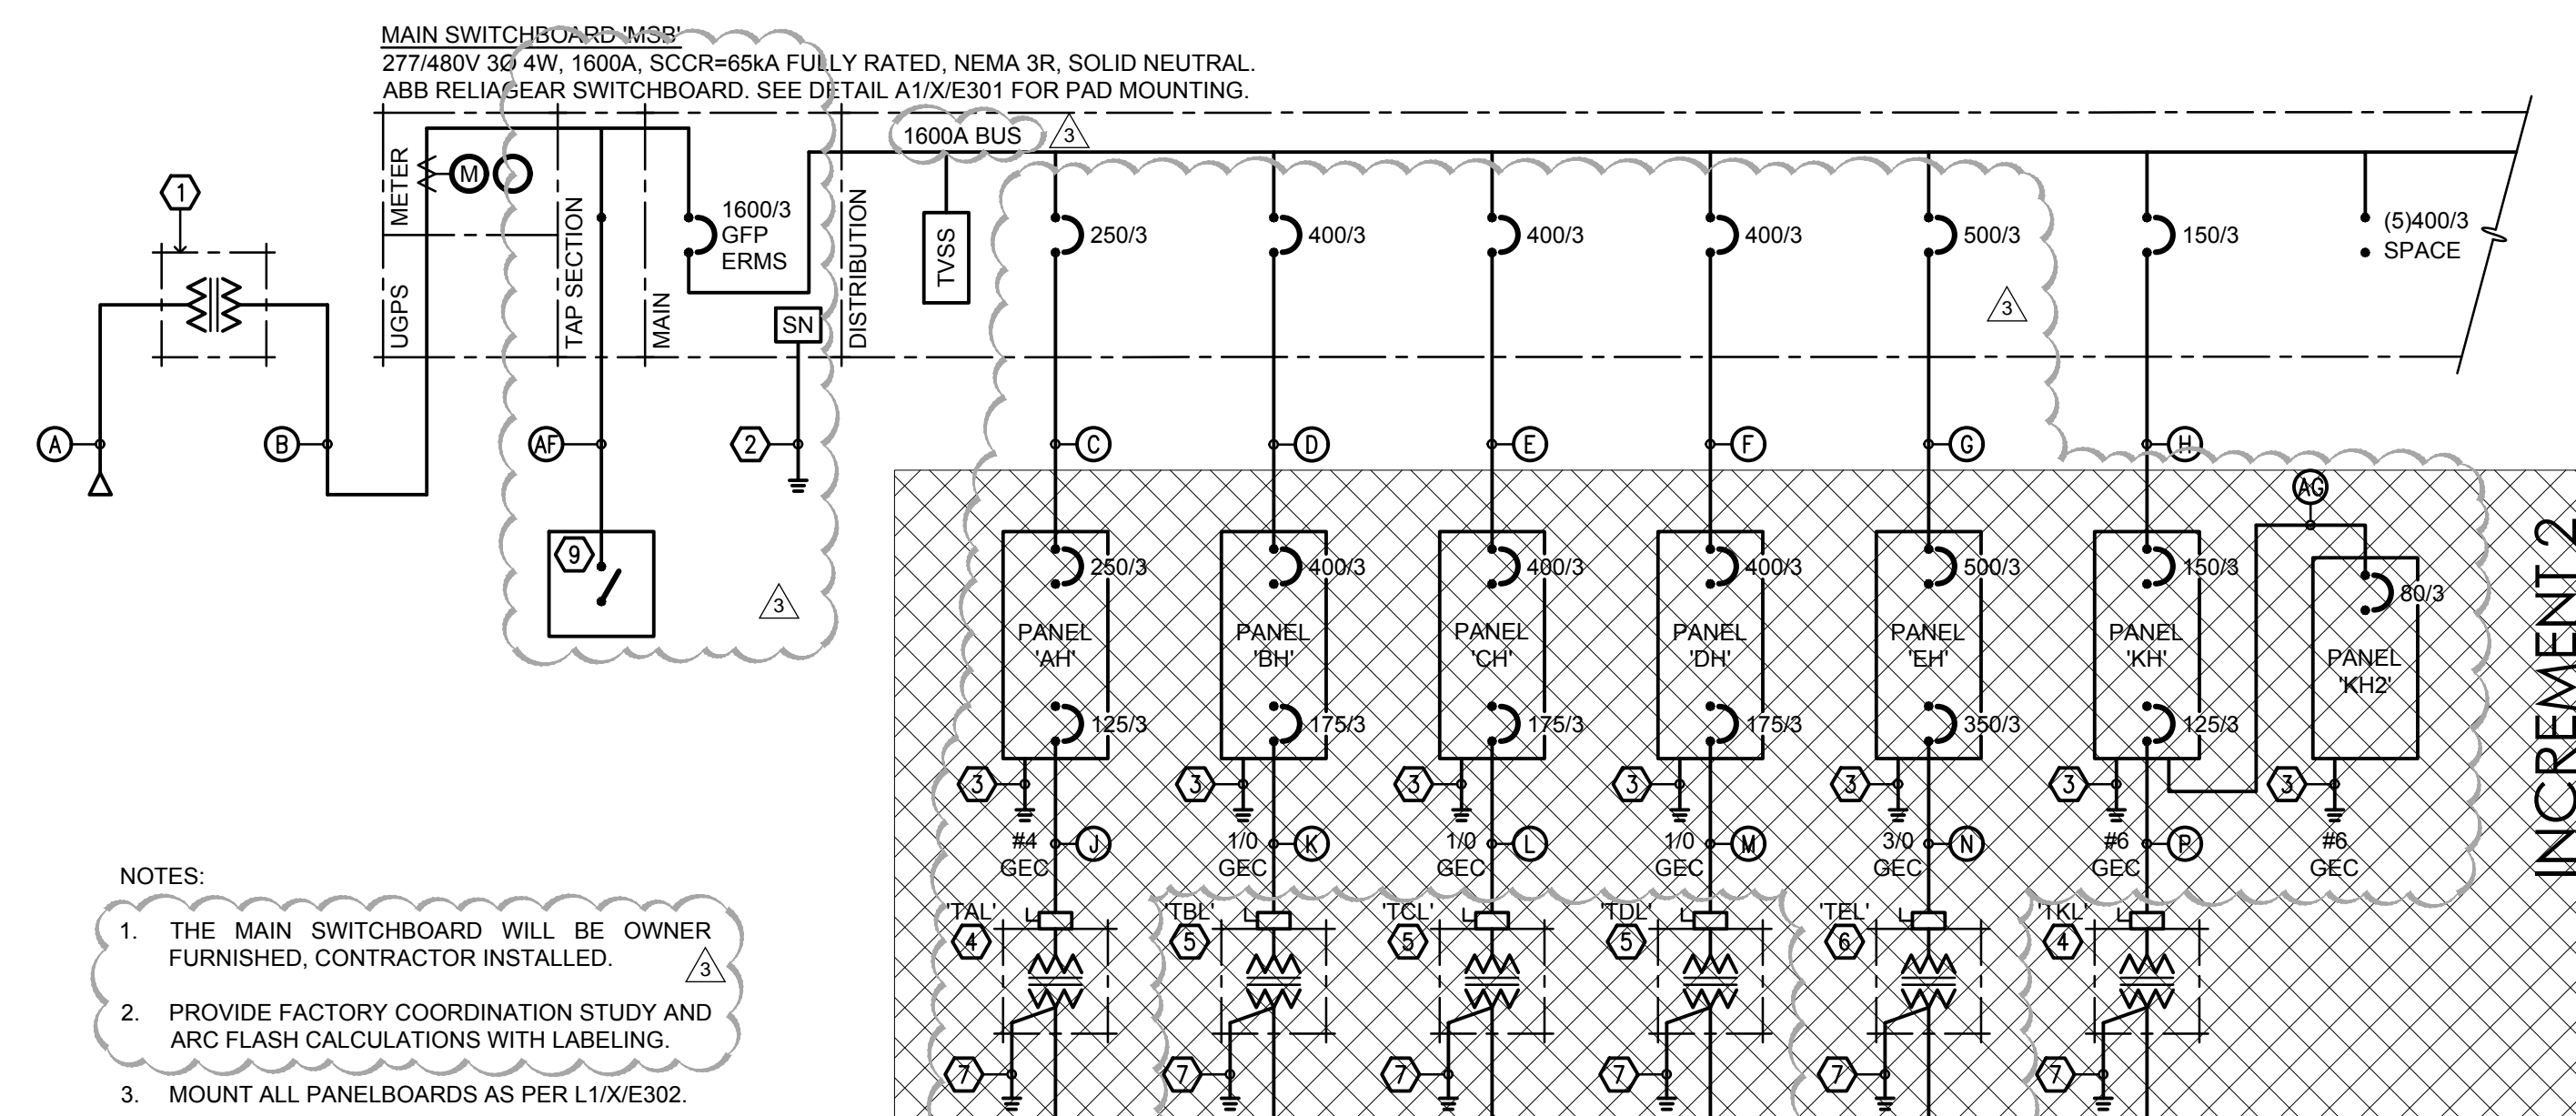 MAIN SWITCHBOARD 'MSB'
277/480V 3Ø 4W, 1600A, SCCR=65kA FULLY RATED, NEMA 3R, SOLID NEUTRAL.
ABB RELIAGEAR SWITCHBOARD. SEE DETAIL A1/X/E301 FOR PAD MOUNTING.
1600A BUS
3
1
METER
M
UGPS
TAP SECTION
MAIN
1600/3
GFP
ERMS
SN
DISTRIBUTION
TVSS
250/3
400/3
400/3
400/3
500/3
150/3
(5)400/3
SPACE
3
A
B
AF
2
C
D
E
F
G
H
AG
9
3
250/3
400/3
400/3
400/3
500/3
150/3
80/3
PANEL
'AH'
PANEL
'BH'
PANEL
'CH'
PANEL
'DH'
PANEL
'EH'
PANEL
'KH'
PANEL
'KH2'
125/3
175/3
175/3
175/3
350/3
125/3
3
3
3
3
3
3
3
#4
GEC
J
1/0
GEC
K
1/0
GEC
L
1/0
GEC
M
3/0
GEC
N
#6
GEC
P
#6
GEC
INCREMENT 2
'TAL'
4
'TBL'
5
'TCL'
5
'TDL'
5
'TEL'
6
'TKL'
4
7
7
7
7
7
7
NOTES:
1. THE MAIN SWITCHBOARD WILL BE OWNER
FURNISHED, CONTRACTOR INSTALLED.
3
2. PROVIDE FACTORY COORDINATION STUDY AND
ARC FLASH CALCULATIONS WITH LABELING.
3. MOUNT ALL PANELBOARDS AS PER L1/X/E302.